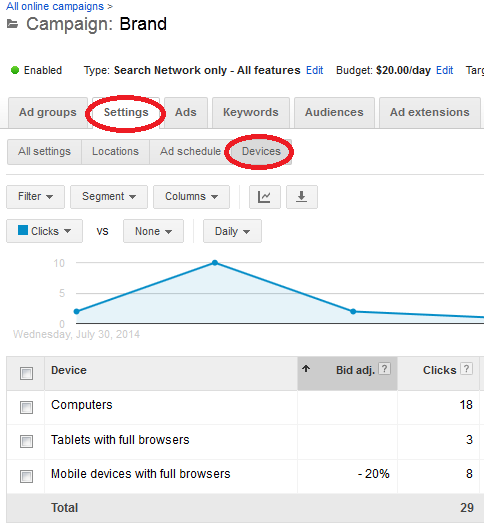 All online campaigns >
Campaign: Brand
Enabled Type: Search Network only - All features Edit Budget: $20.00/day Edit Targ
Ad groups Settings Ads Keywords Audiences Ad extensions
All settings Locations Ad schedule Devices
Filter Segment Columns
Clicks vs None Daily
10
5
0
Wednesday, July 30, 2014
Device Bid adj. ? Clicks ?
Computers 18
Tablets with full browsers 3
Mobile devices with full browsers - 20% 8
Total 29